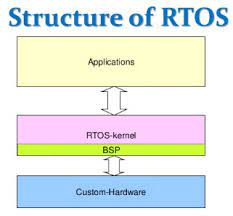 Structure of RTOS
Applications
RTOS-kernel
BSP
Custom-Hardware